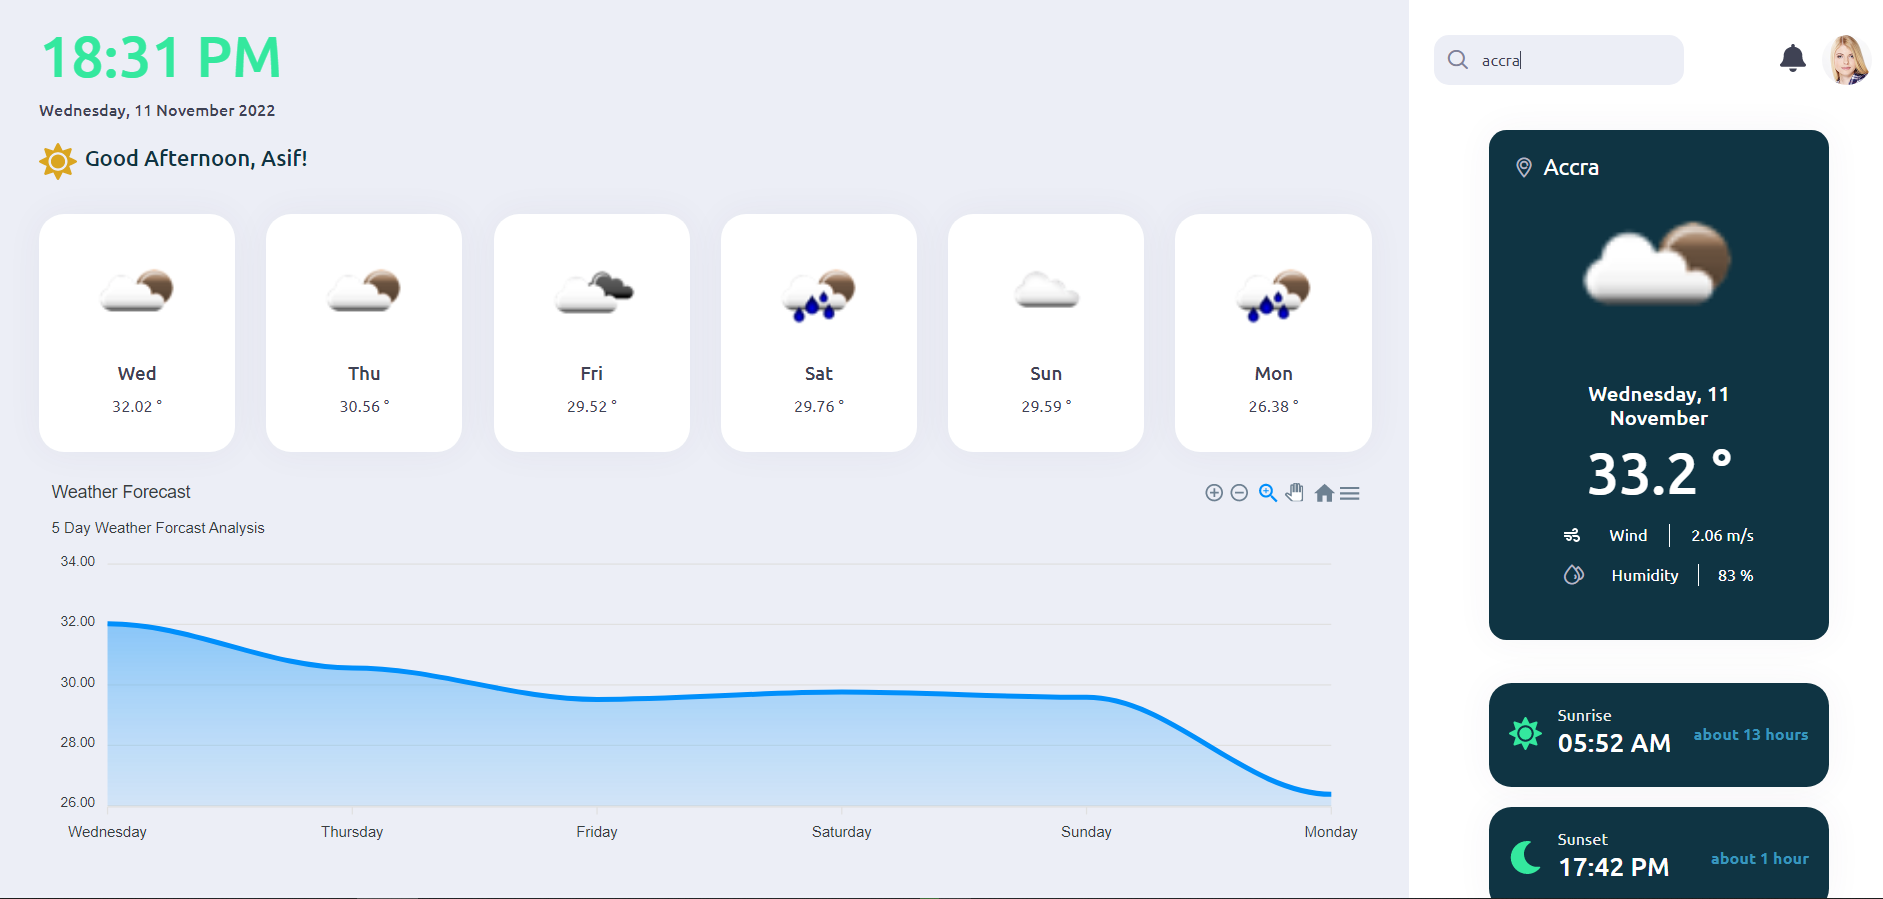 18:31 PM
Wednesday, 11 November 2022
Good Afternoon, Asif!
Wed
32.02 °
Thu
30.56 °
Fri
29.52 °
Sat
29.76 °
Sun
29.59 °
Mon
26.38 °
Weather Forecast
5 Day Weather Forcast Analysis
34.00
32.00
30.00
28.00
26.00
Wednesday
Thursday
Friday
Saturday
Sunday
Monday
accra
Accra
Wednesday, 11
November
33.2 °
Wind 2.06 m/s
Humidity 83 %
Sunrise
05:52 AM
about 13 hours
Sunset
17:42 PM
about 1 hour